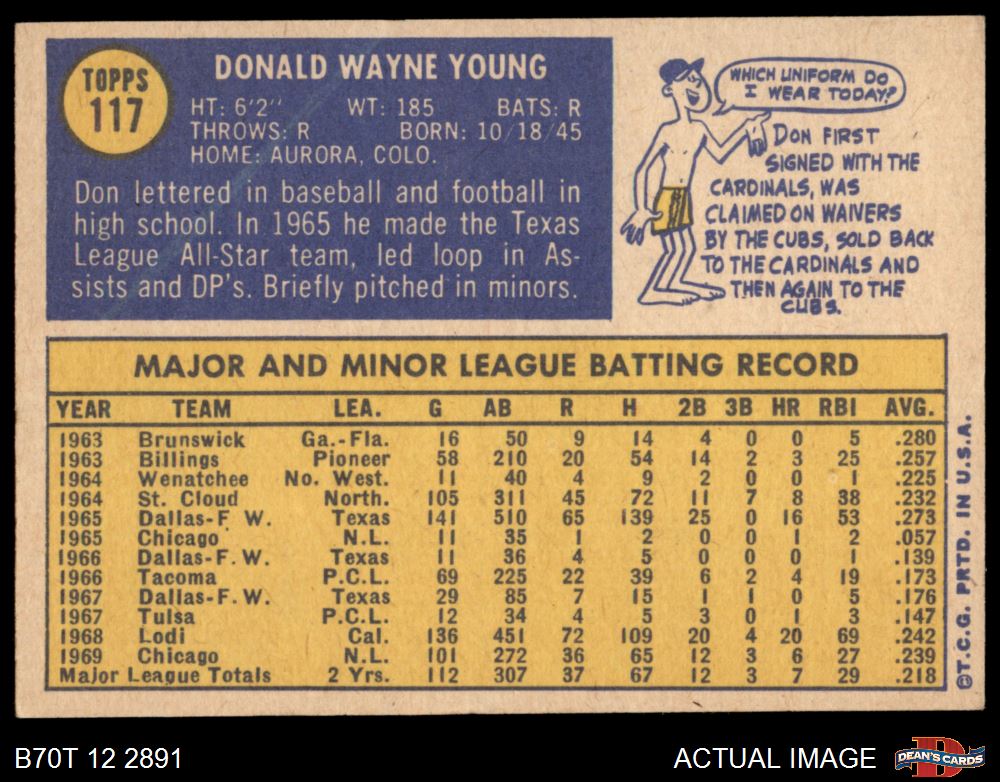 TOPPS
117
DONALD WAYNE YOUNG
HT: 6'2" WT: 185 BATS: R
THROWS: R BORN: 10/18/45
HOME: AURORA, COLO.
Don lettered in baseball and football in
high school. In 1965 he made the Texas
League All-Star team, led loop in As-
sists and DP's. Briefly pitched in minors.
WHICH UNIFORM DO
I WEAR TODAY?
DON FIRST
SIGNED WITH THE
CARDINALS, WAS
CLAIMED ON WAIVERS
BY THE CUBS, SOLD BACK
TO THE CARDINALS AND
THEN AGAIN TO THE
CUBS.
MAJOR AND MINOR LEAGUE BATTING RECORD
YEAR TEAM LEA. G AB R H 2B 3B HR RBI AVG.
1963 Brunswick Ga.-Fla. 16 50 9 14 4 0 0 5 .280
1963 Billings Pioneer 58 210 20 54 14 2 3 25 .257
1964 Wenatchee No. West. 11 40 4 9 2 0 0 1 .225
1964 St. Cloud North. 105 311 45 72 11 7 8 38 .232
1965 Dallas-F. W. Texas 141 510 65 139 25 0 16 53 .273
1965 Chicago N.L. 11 35 1 2 0 0 1 2 .057
1966 Dallas-F. W. Texas 11 36 4 5 0 0 0 1 .139
1966 Tacoma P.C.L. 69 225 22 39 6 2 4 19 .173
1967 Dallas-F. W. Texas 29 85 7 15 1 1 0 5 .176
1967 Tulsa P.C.L. 12 34 4 5 3 0 1 3 .147
1968 Lodi Cal. 136 451 72 109 20 4 20 69 .242
1969 Chicago N.L. 101 272 36 65 12 3 6 27 .239
Major League Totals 2 Yrs. 112 307 37 67 12 3 7 29 .218
©T.C.G. PRTD. IN U.S.A.
B70T 12 2891
ACTUAL IMAGE
D
DEAN'S CARDS